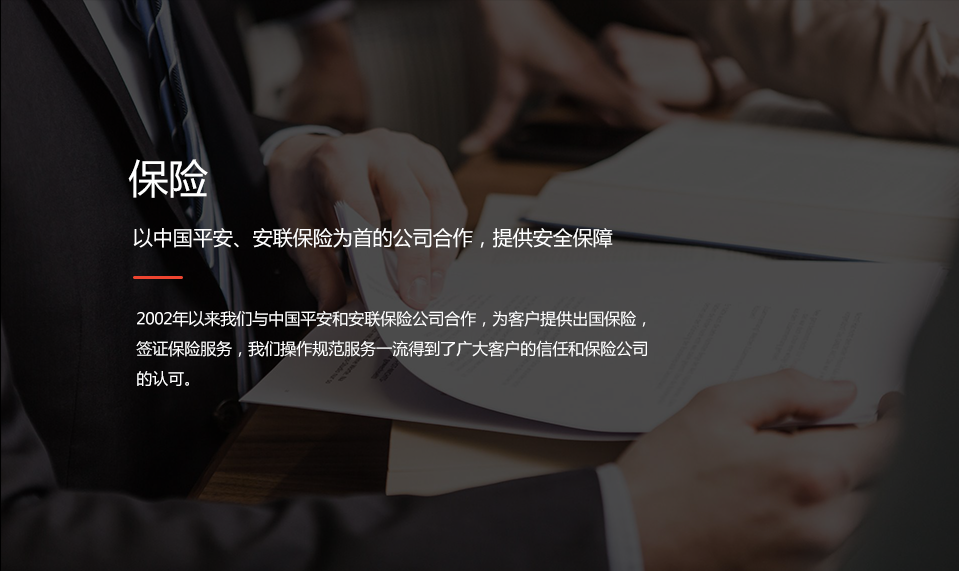 保险
以中国平安、安联保险为首的公司合作，提供安全保障
2002年以来我们与中国平安和安联保险公司合作，为客户提供出国保险，
签证保险服务，我们操作规范服务一流得到了广大客户的信任和保险公司
的认可。